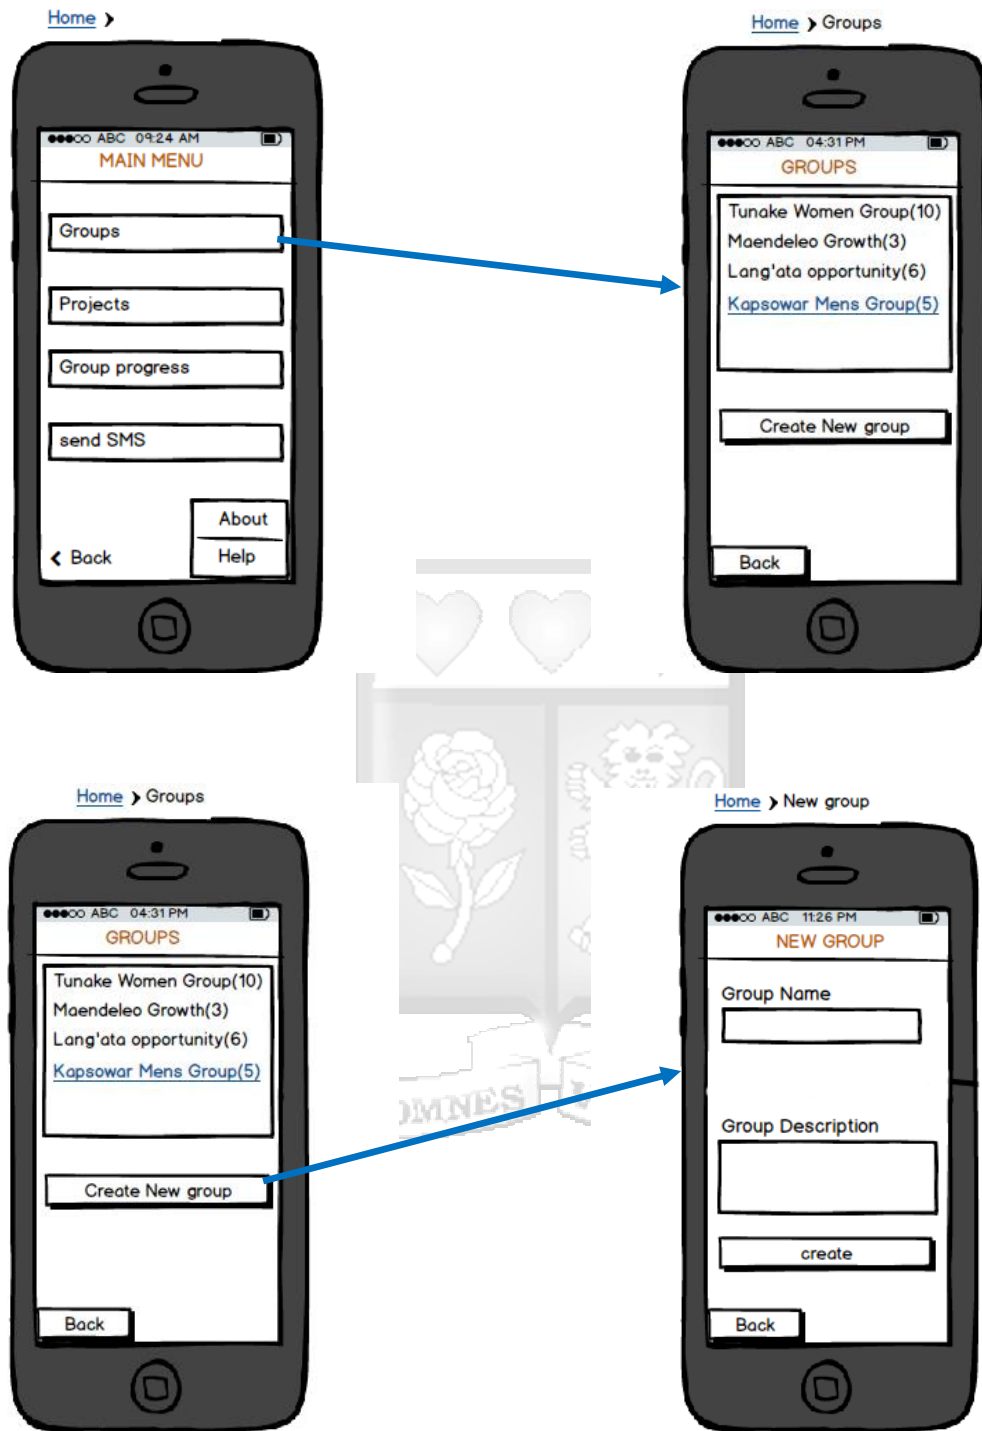 Home ❯
ABC 09:24 AM
MAIN MENU
Groups
Projects
Group progress
send SMS
About
Help
Back
Home ❯ Groups
ABC 04:31 PM
GROUPS
Tunake Women Group(10)
Maendeleo Growth(3)
Lang'ata opportunity(6)
Kapsowar Mens Group(5)
Create New group
Back
Home ❯ Groups
ABC 04:31 PM
GROUPS
Tunake Women Group(10)
Maendeleo Growth(3)
Lang'ata opportunity(6)
Kapsowar Mens Group(5)
Create New group
Back
Home ❯ New group
ABC 11:26 PM
NEW GROUP
Group Name
Group Description
create
Back
OMNES